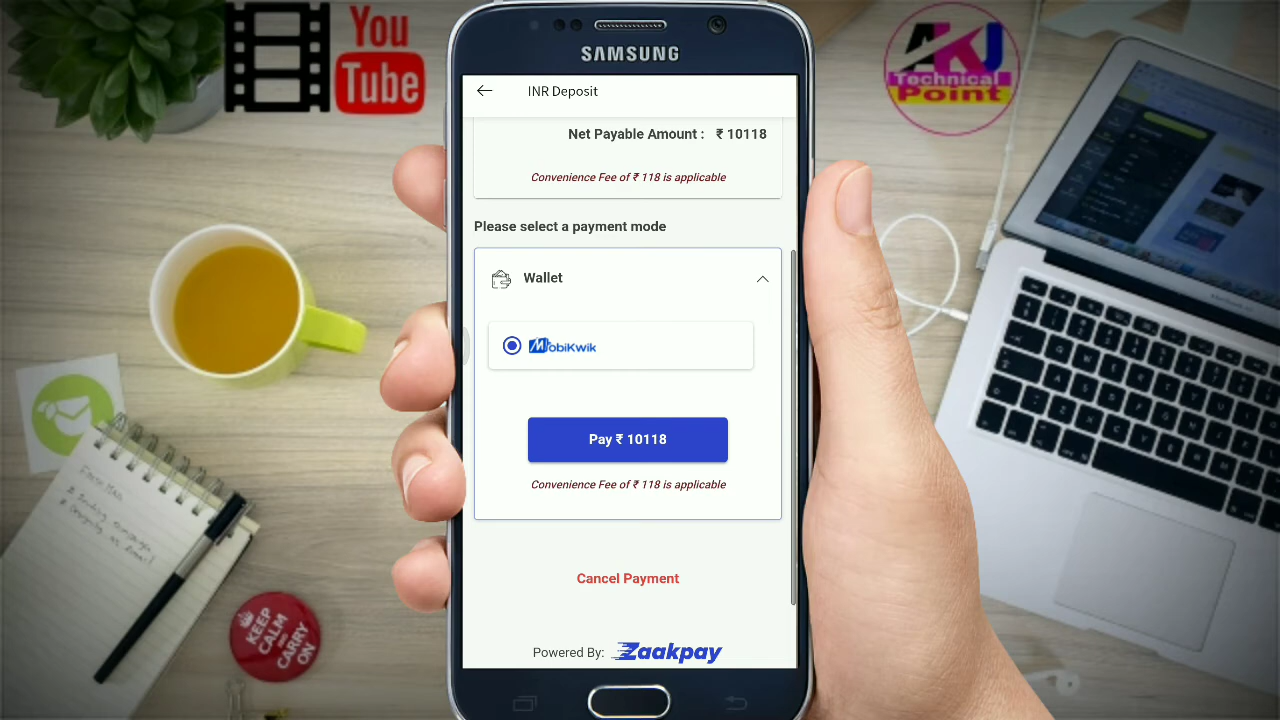 You
Tube
SAMSUNG
AKJ
Technical
Point
INR Deposit
Net Payable Amount : ₹ 10118
Convenience Fee of ₹ 118 is applicable
Please select a payment mode
Wallet
MobiKwik
Pay ₹ 10118
Convenience Fee of ₹ 118 is applicable
Cancel Payment
Powered By: Zaakpay
KEEP
CALM
AND
CARRY
ON